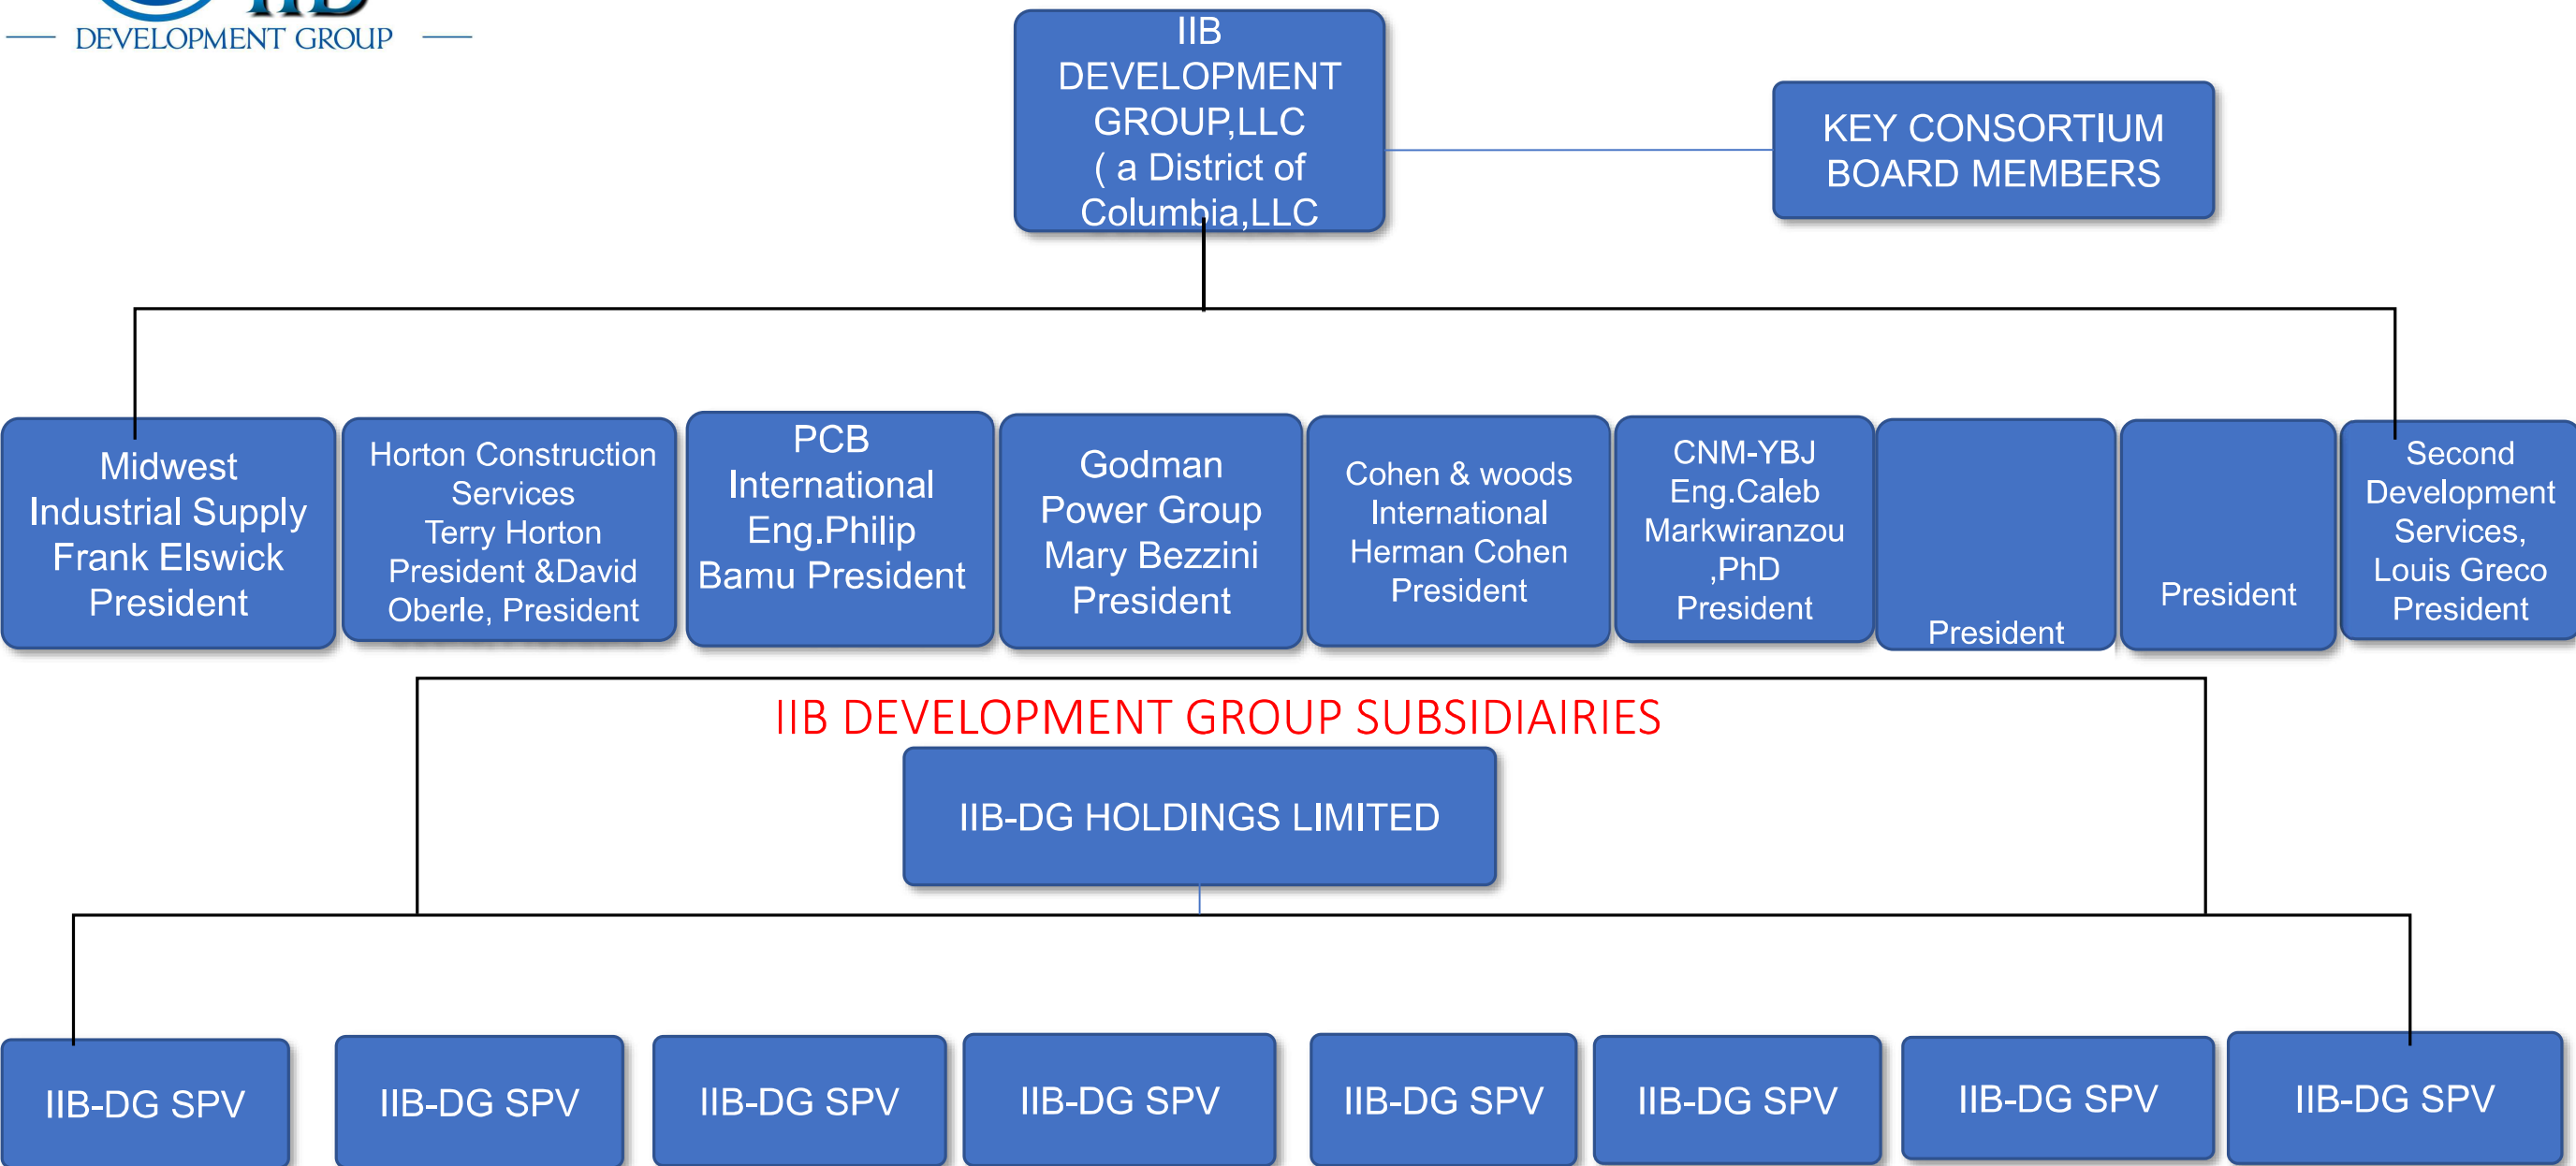 IIB
DEVELOPMENT GROUP
IIB
DEVELOPMENT
GROUP,LLC
( a District of
Columbia,LLC
KEY CONSORTIUM
BOARD MEMBERS
Midwest
Industrial Supply
Frank Elswick
President
Horton Construction
Services
Terry Horton
President &David
Oberle, President
PCB
International
Eng.Philip
Bamu President
Godman
Power Group
Mary Bezzini
President
Cohen & woods
International
Herman Cohen
President
CNM-YBJ
Eng.Caleb
Markwiranzou
,PhD
President
President
President
Second
Development
Services,
Louis Greco
President
IIB DEVELOPMENT GROUP SUBSIDIAIRIES
IIB-DG HOLDINGS LIMITED
IIB-DG SPV
IIB-DG SPV
IIB-DG SPV
IIB-DG SPV
IIB-DG SPV
IIB-DG SPV
IIB-DG SPV
IIB-DG SPV